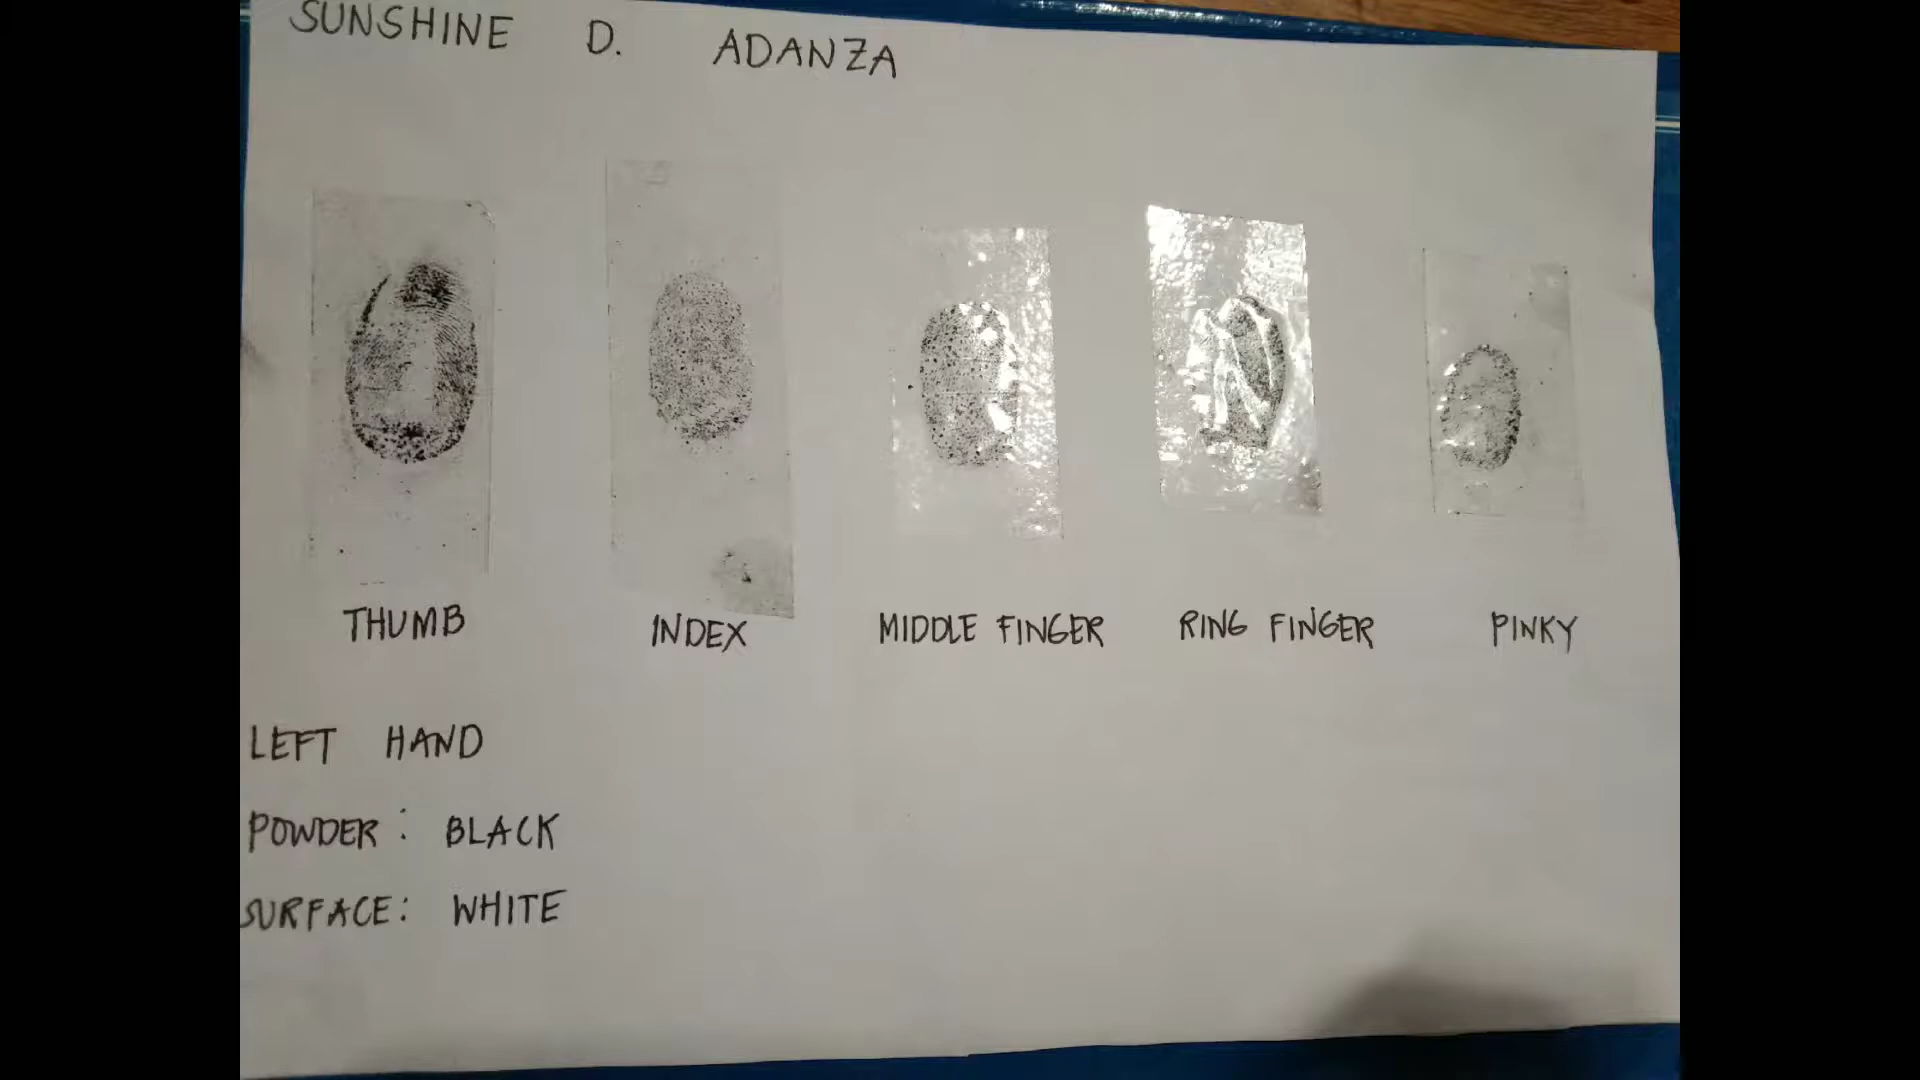 SUNSHINE D. ADANZA
THUMB INDEX MIDDLE FINGER RING FINGER PINKY
LEFT HAND
POWDER: BLACK
SURFACE: WHITE